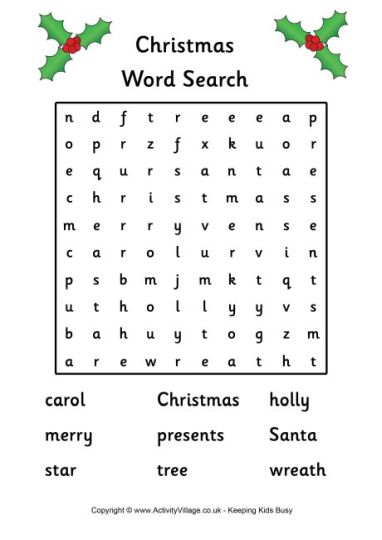 Christmas
Word Search
n d f t r e e e a p
o p r z f x k u o r
e q u r s a n t a e
c h r i s t m a s s
m e r r y v e n s e
c a r o l u r v i n
p s b m j m k t q t
u t h o l l y y v s
b a h u y t o g z m
a r e w r e a t h t
carol Christmas holly
merry presents Santa
star tree wreath
Copyright © www.ActivityVillage.co.uk - Keeping Kids Busy